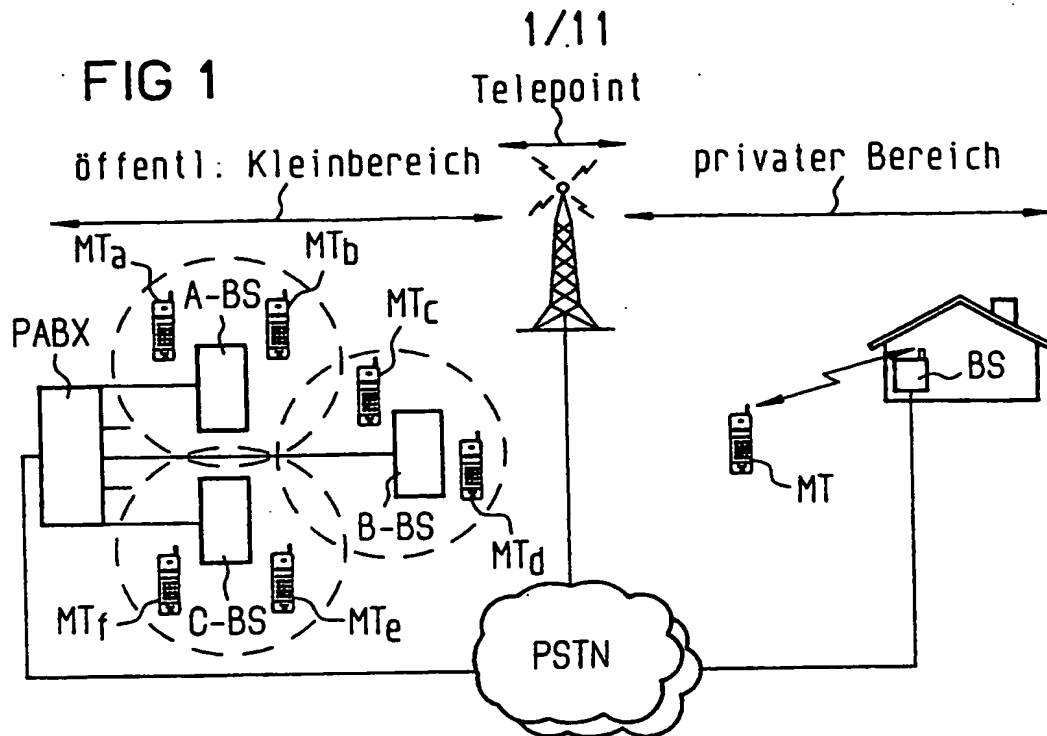 1/11
FIG 1
Telepoint
öffentl: Kleinbereich
privater Bereich
MTa
MTb
A-BS
MTc
PABX
BS
MT
B-BS
MTd
MTf
C-BS
MTe
PSTN